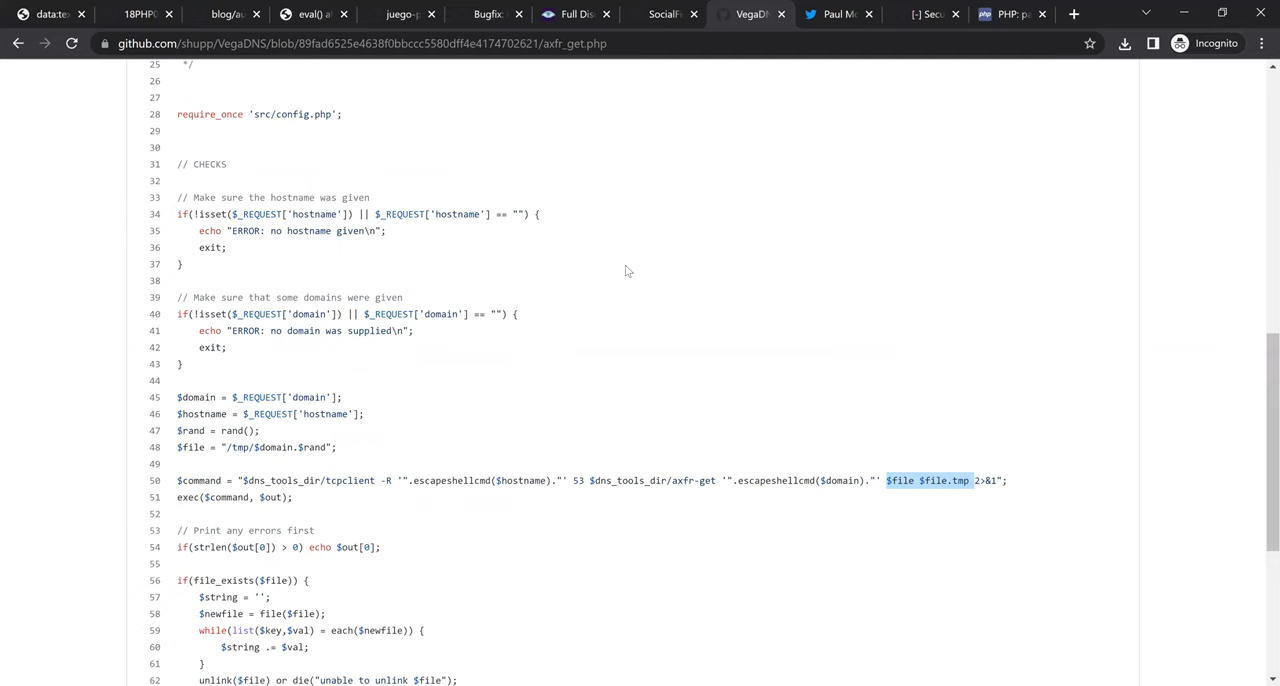 data:tex
18PHP0
blog/au
eval() al
juego-p
Bugfix:
Full Disc
SocialFr
VegaDN
Paul Mo
[-] Secu
PHP: pa
github.com/shupp/VegaDNS/blob/89fad6525e4638f0bbccc5580dff4e4174702621/axfr_get.php
Incognito
25 */
26
27
28 require_once 'src/config.php';
29
30
31 // CHECKS
32
33 // Make sure the hostname was given
34 if(!isset($_REQUEST['hostname']) || $_REQUEST['hostname'] == "") {
35 echo "ERROR: no hostname given\n";
36 exit;
37 }
38
39 // Make sure that some domains were given
40 if(!isset($_REQUEST['domain']) || $_REQUEST['domain'] == "") {
41 echo "ERROR: no domain was supplied\n";
42 exit;
43 }
44
45 $domain = $_REQUEST['domain'];
46 $hostname = $_REQUEST['hostname'];
47 $rand = rand();
48 $file = "/tmp/$domain.$rand";
49
50 $command = "$dns_tools_dir/tcpclient -R '".escapeshellcmd($hostname)."' 53 $dns_tools_dir/axfr-get '".escapeshellcmd($domain)."' $file $file.tmp 2>&1";
51 exec($command, $out);
52
53 // Print any errors first
54 if(strlen($out[0]) > 0) echo $out[0];
55
56 if(file_exists($file)) {
57 $string = '';
58 $newfile = file($file);
59 while(list($key,$val) = each($newfile)) {
60 $string .= $val;
61 }
62 unlink($file) or die("unable to unlink $file");